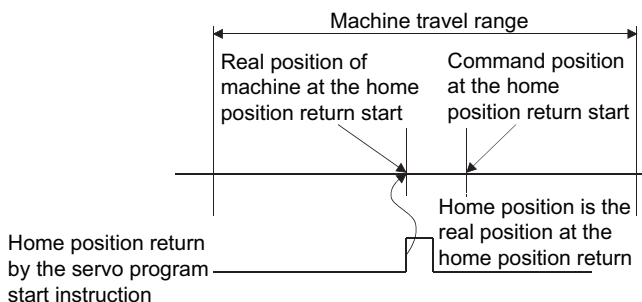 Machine travel range
Real position of
machine at the home
position return start
Command position
at the home
position return start
Home position is the
real position at the
home position return
Home position return
by the servo program
start instruction